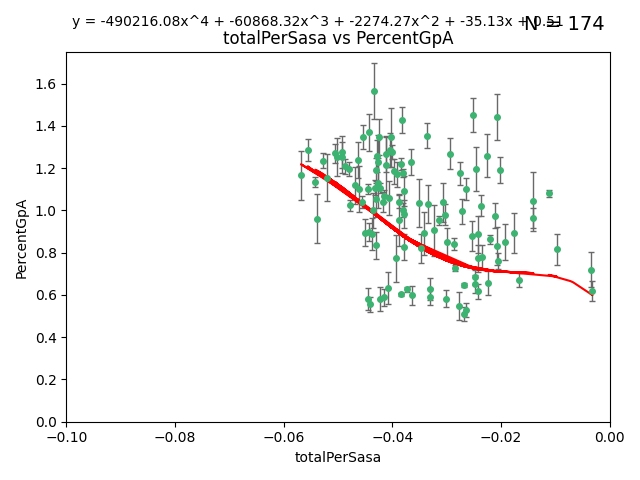 y = -490216.08x^4 + -60868.32x^3 + -2274.27x^2 + -35.13x + 0.51
N = 174
totalPerSasa vs PercentGpA
PercentGpA
1.6
1.4
1.2
1.0
0.8
0.6
0.4
0.2
0.0
−0.10 −0.08 −0.06 −0.04 −0.02 0.00
totalPerSasa